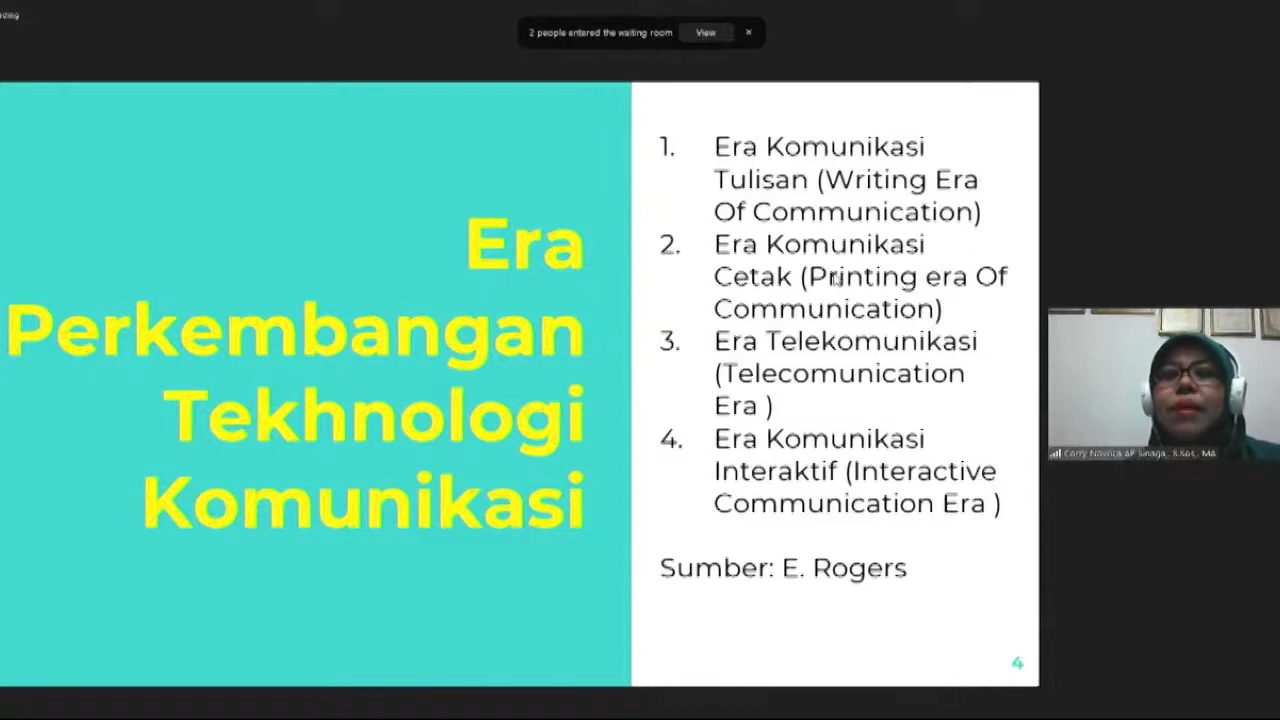 2 people entered the waiting room View
Era
Perkembangan
Tekhnologi
Komunikasi
1. Era Komunikasi
Tulisan (Writing Era
Of Communication)
2. Era Komunikasi
Cetak (Printing era Of
Communication)
3. Era Telekomunikasi
(Telecomunication
Era )
4. Era Komunikasi
Interaktif (Interactive
Communication Era )
Sumber: E. Rogers
4
Corry Novrica AP Sinaga, S.Sos., MA